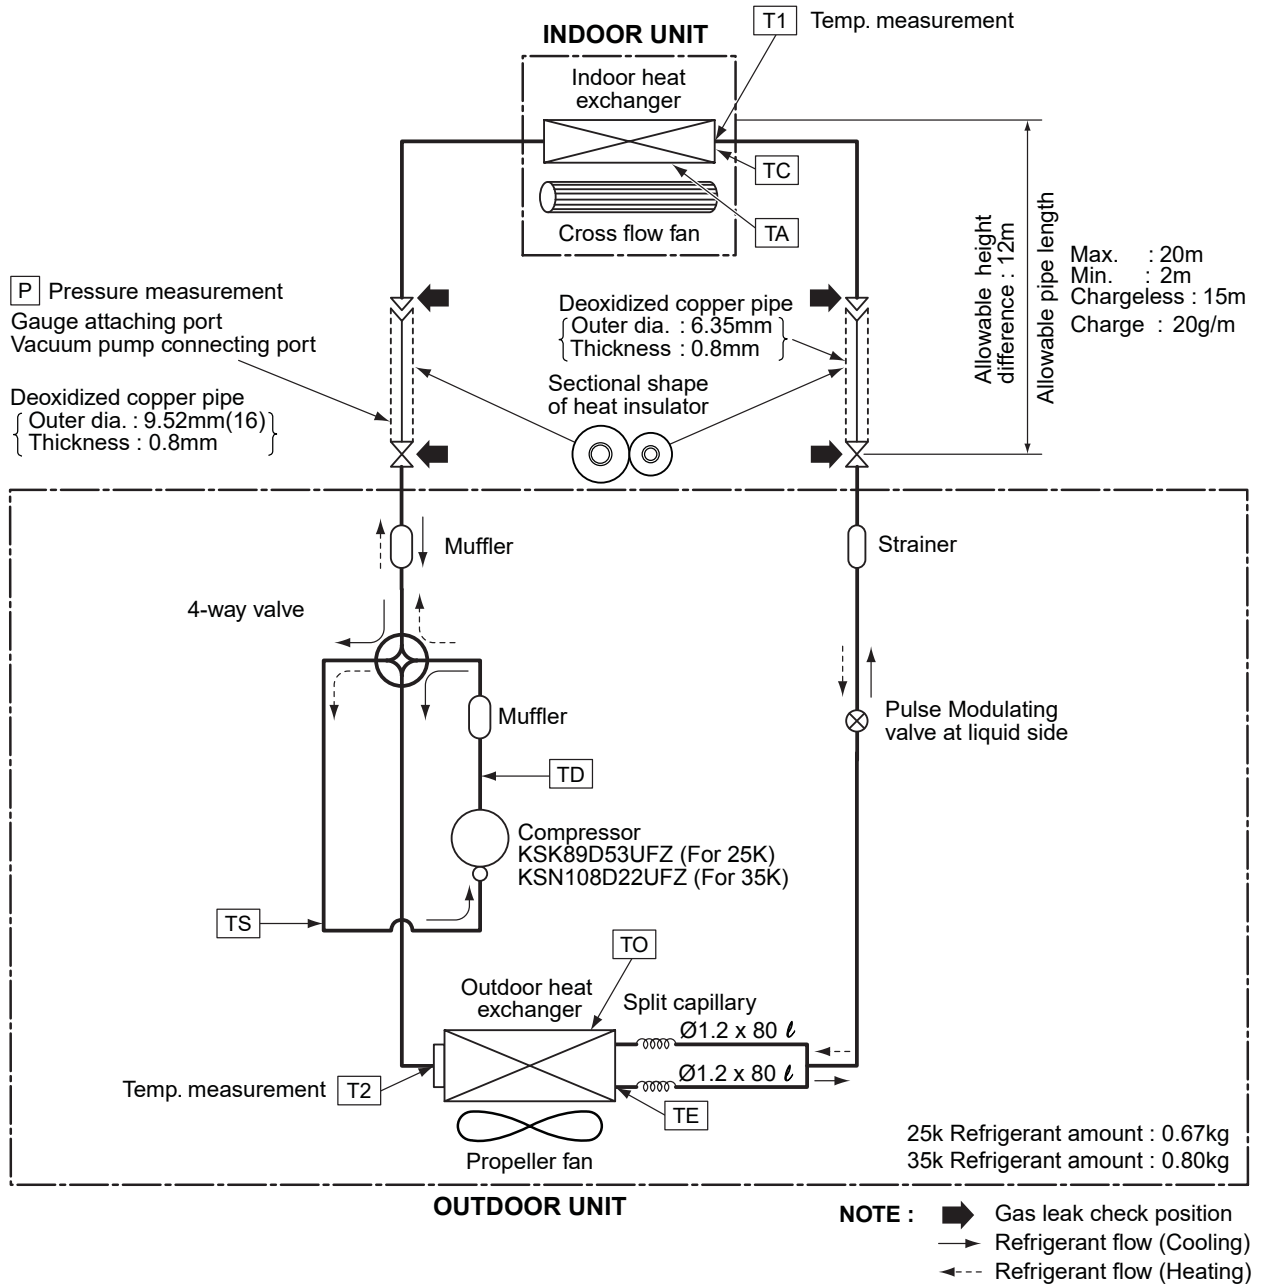 T1 Temp. measurement
INDOOR UNIT
Indoor heat
exchanger
TC
TA
Cross flow fan
Allowable height
difference : 12m
Allowable pipe length
Max. : 20m
Min. : 2m
Chargeless : 15m
Charge : 20g/m
P Pressure measurement
Gauge attaching port
Vacuum pump connecting port
Deoxidized copper pipe
Outer dia. : 9.52mm(16)
Thickness : 0.8mm
Deoxidized copper pipe
Outer dia. : 6.35mm
Thickness : 0.8mm
Sectional shape
of heat insulator
Muffler
Strainer
4-way valve
Muffler
Pulse Modulating
valve at liquid side
TD
Compressor
KSK89D53UFZ (For 25K)
KSN108D22UFZ (For 35K)
TS
TO
Outdoor heat
exchanger
Split capillary
Ø1.2 x 80 ℓ
Ø1.2 x 80 ℓ
Temp. measurement T2
TE
Propeller fan
25k Refrigerant amount : 0.67kg
35k Refrigerant amount : 0.80kg
OUTDOOR UNIT
NOTE :
Gas leak check position
Refrigerant flow (Cooling)
Refrigerant flow (Heating)